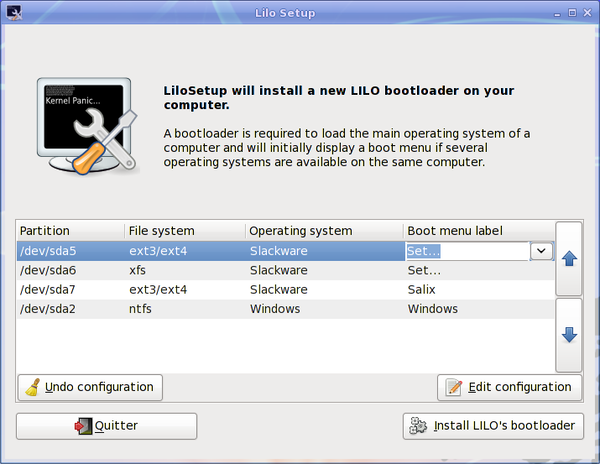 Lilo Setup
Kernel Panic...
LiloSetup will install a new LILO bootloader on your
computer.
A bootloader is required to load the main operating system of a
computer and will initially display a boot menu if several
operating systems are available on the same computer.
Partition File system Operating system Boot menu label
/dev/sda5 ext3/ext4 Slackware Set...
/dev/sda6 xfs Slackware Set...
/dev/sda7 ext3/ext4 Slackware Salix
/dev/sda2 ntfs Windows Windows
Undo configuration Edit configuration
Quitter Install LILO's bootloader